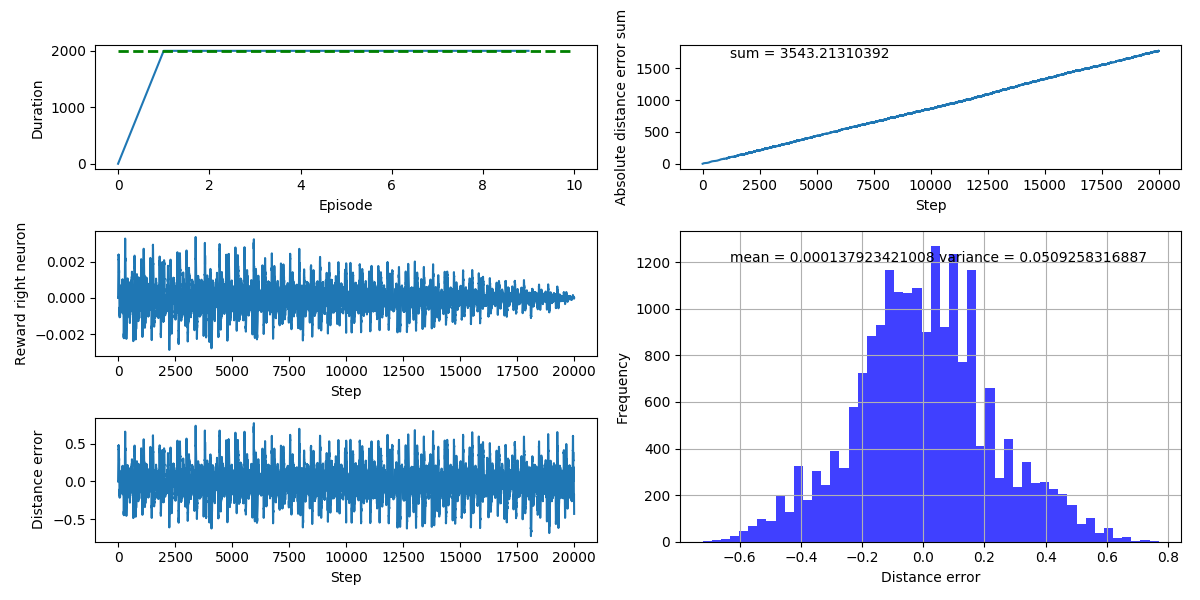 2000
1000
0
Duration
0 2 4 6 8 10
Episode
sum = 3543.21310392
1500
1000
500
0
Absolute distance error sum
0 2500 5000 7500 10000 12500 15000 17500 20000
Step
0.002
0.000
−0.002
Reward right neuron
0 2500 5000 7500 10000 12500 15000 17500 20000
Step
0.5
0.0
−0.5
Distance error
0 2500 5000 7500 10000 12500 15000 17500 20000
Step
mean = 0.000137923421008 variance = 0.0509258316887
1200
1000
800
600
400
200
0
Frequency
−0.6 −0.4 −0.2 0.0 0.2 0.4 0.6 0.8
Distance error